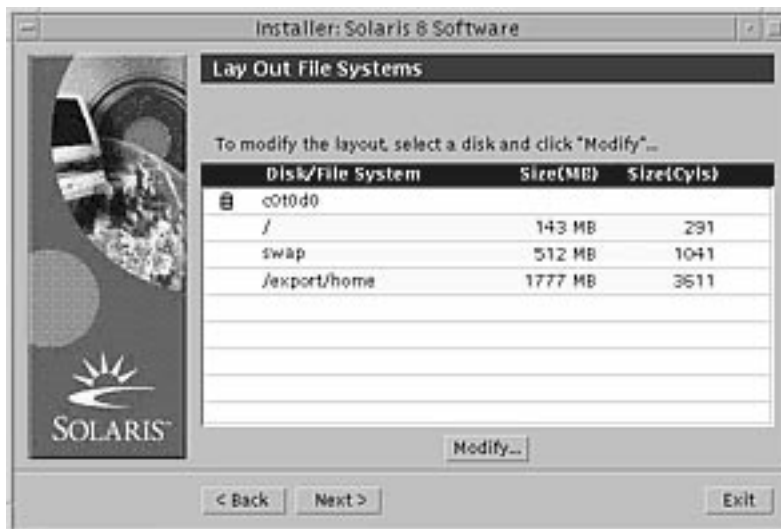 Installer: Solaris 8 Software
Lay Out File Systems
To modify the layout, select a disk and click "Modify"...
Disk/File System Size(MB) Size(Cyls)
c0t0d0
/ 143 MB 291
swap 512 MB 1041
/export/home 1777 MB 3611
SOLARIS™
Modify...
< Back Next > Exit